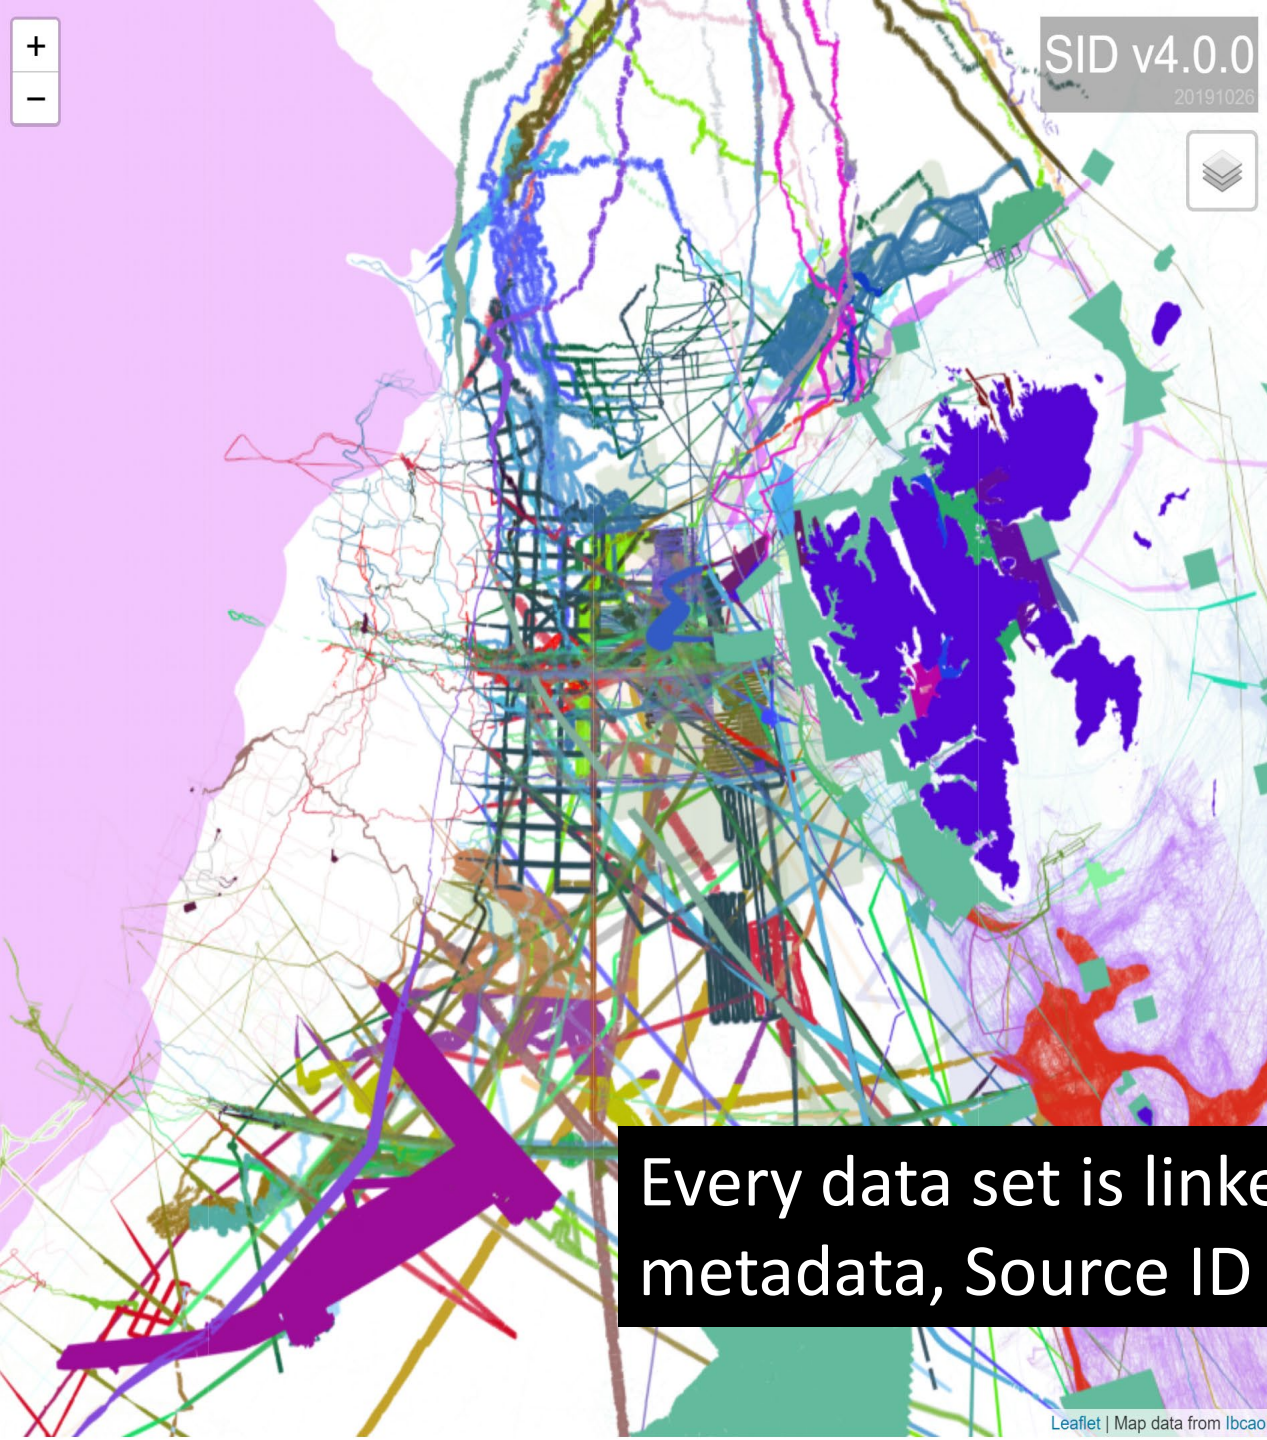 +
−
SID v4.0.0
20191026
Every data set is linke
metadata, Source ID
Leaflet | Map data from Ibcao